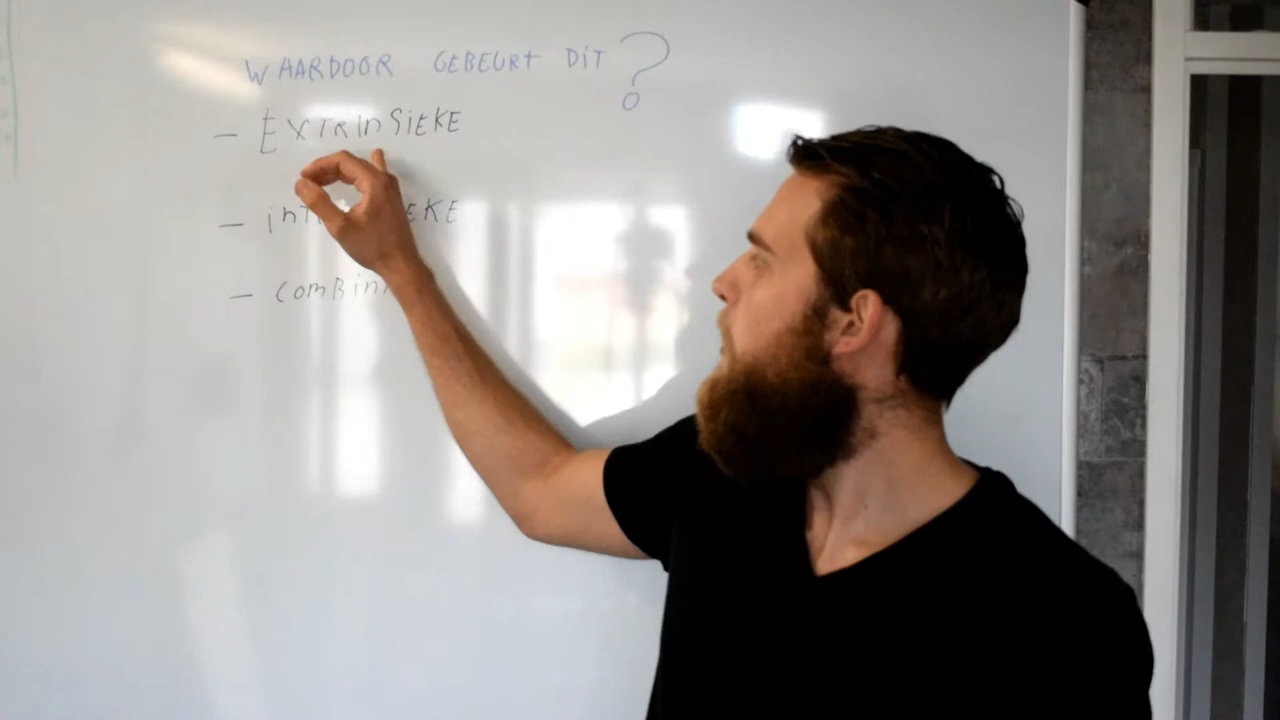 WAARDOOR GEBEURT DIT ?
- EXTRINSIEKE
-
-